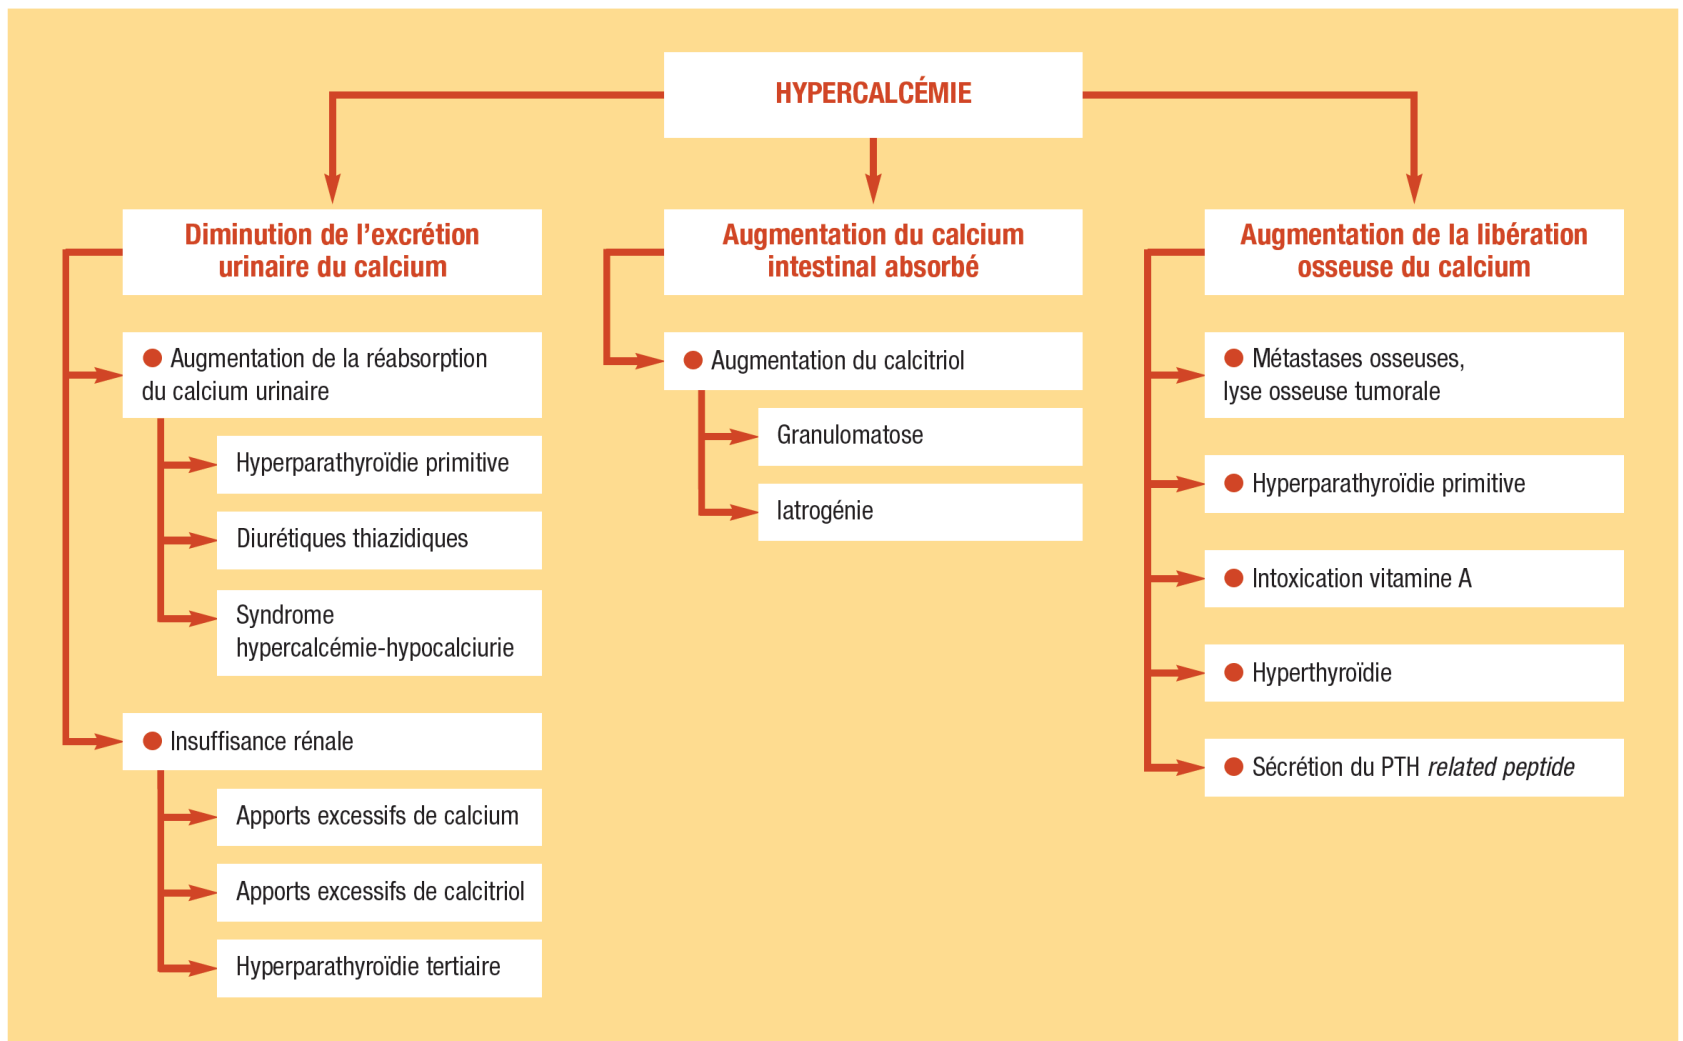 HYPERCALCÉMIE
Diminution de l’excrétion
urinaire du calcium
● Augmentation de la réabsorption
du calcium urinaire
Hyperparathyroïdie primitive
Diurétiques thiazidiques
Syndrome
hypercalcémie-hypocalciurie
● Insuffisance rénale
Apports excessifs de calcium
Apports excessifs de calcitriol
Hyperparathyroïdie tertiaire
Augmentation du calcium
intestinal absorbé
● Augmentation du calcitriol
Granulomatose
Iatrogénie
Augmentation de la libération
osseuse du calcium
● Métastases osseuses,
lyse osseuse tumorale
● Hyperparathyroïdie primitive
● Intoxication vitamine A
● Hyperthyroïdie
● Sécrétion du PTH related peptide